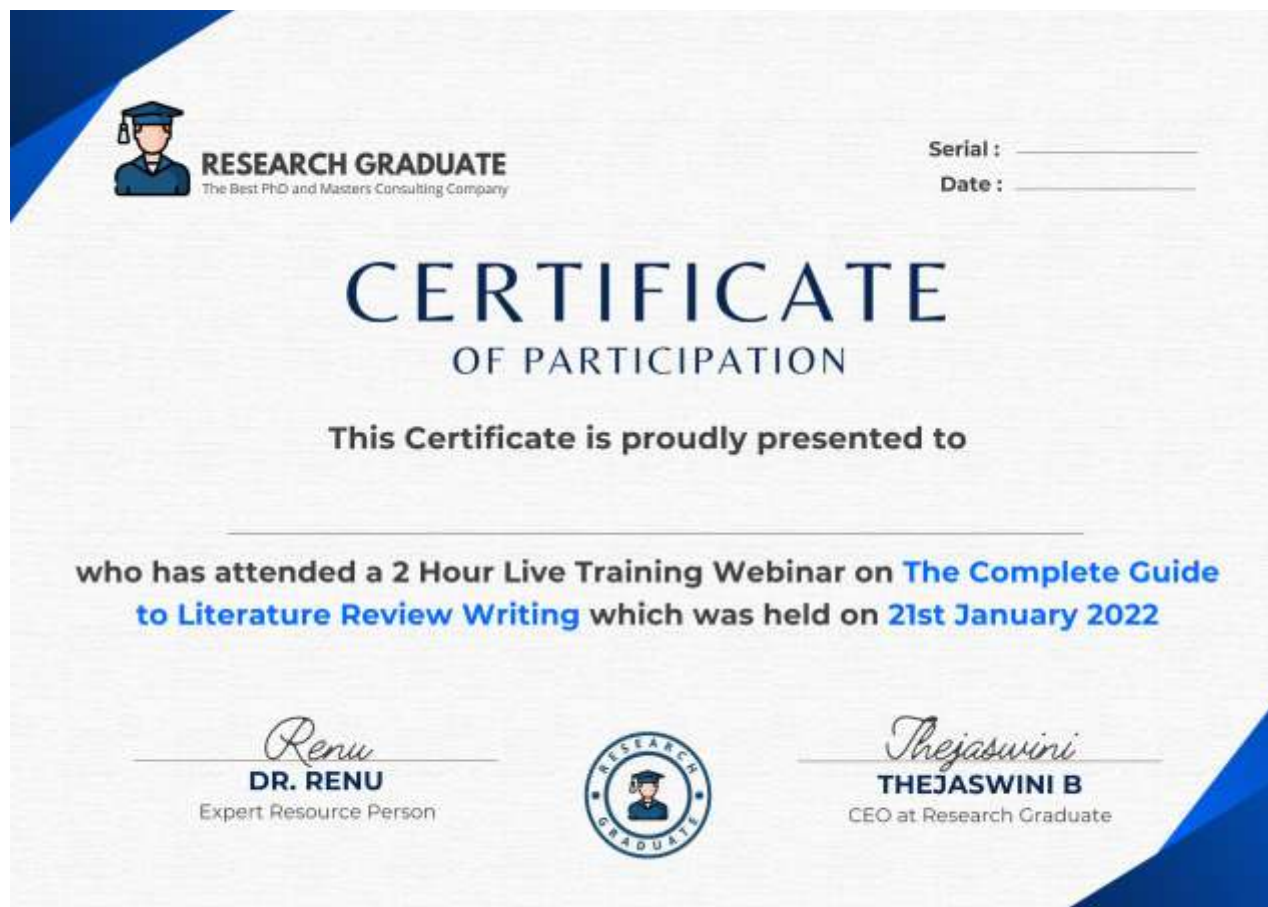 RESEARCH GRADUATE
The Best PhD and Masters Consulting Company
Serial :
Date :
CERTIFICATE
OF PARTICIPATION
This Certificate is proudly presented to
who has attended a 2 Hour Live Training Webinar on The Complete Guide
to Literature Review Writing which was held on 21st January 2022
Renu
DR. RENU
Expert Resource Person
RESEARCH
GRADUATE
Thejaswini
THEJASWINI B
CEO at Research Graduate